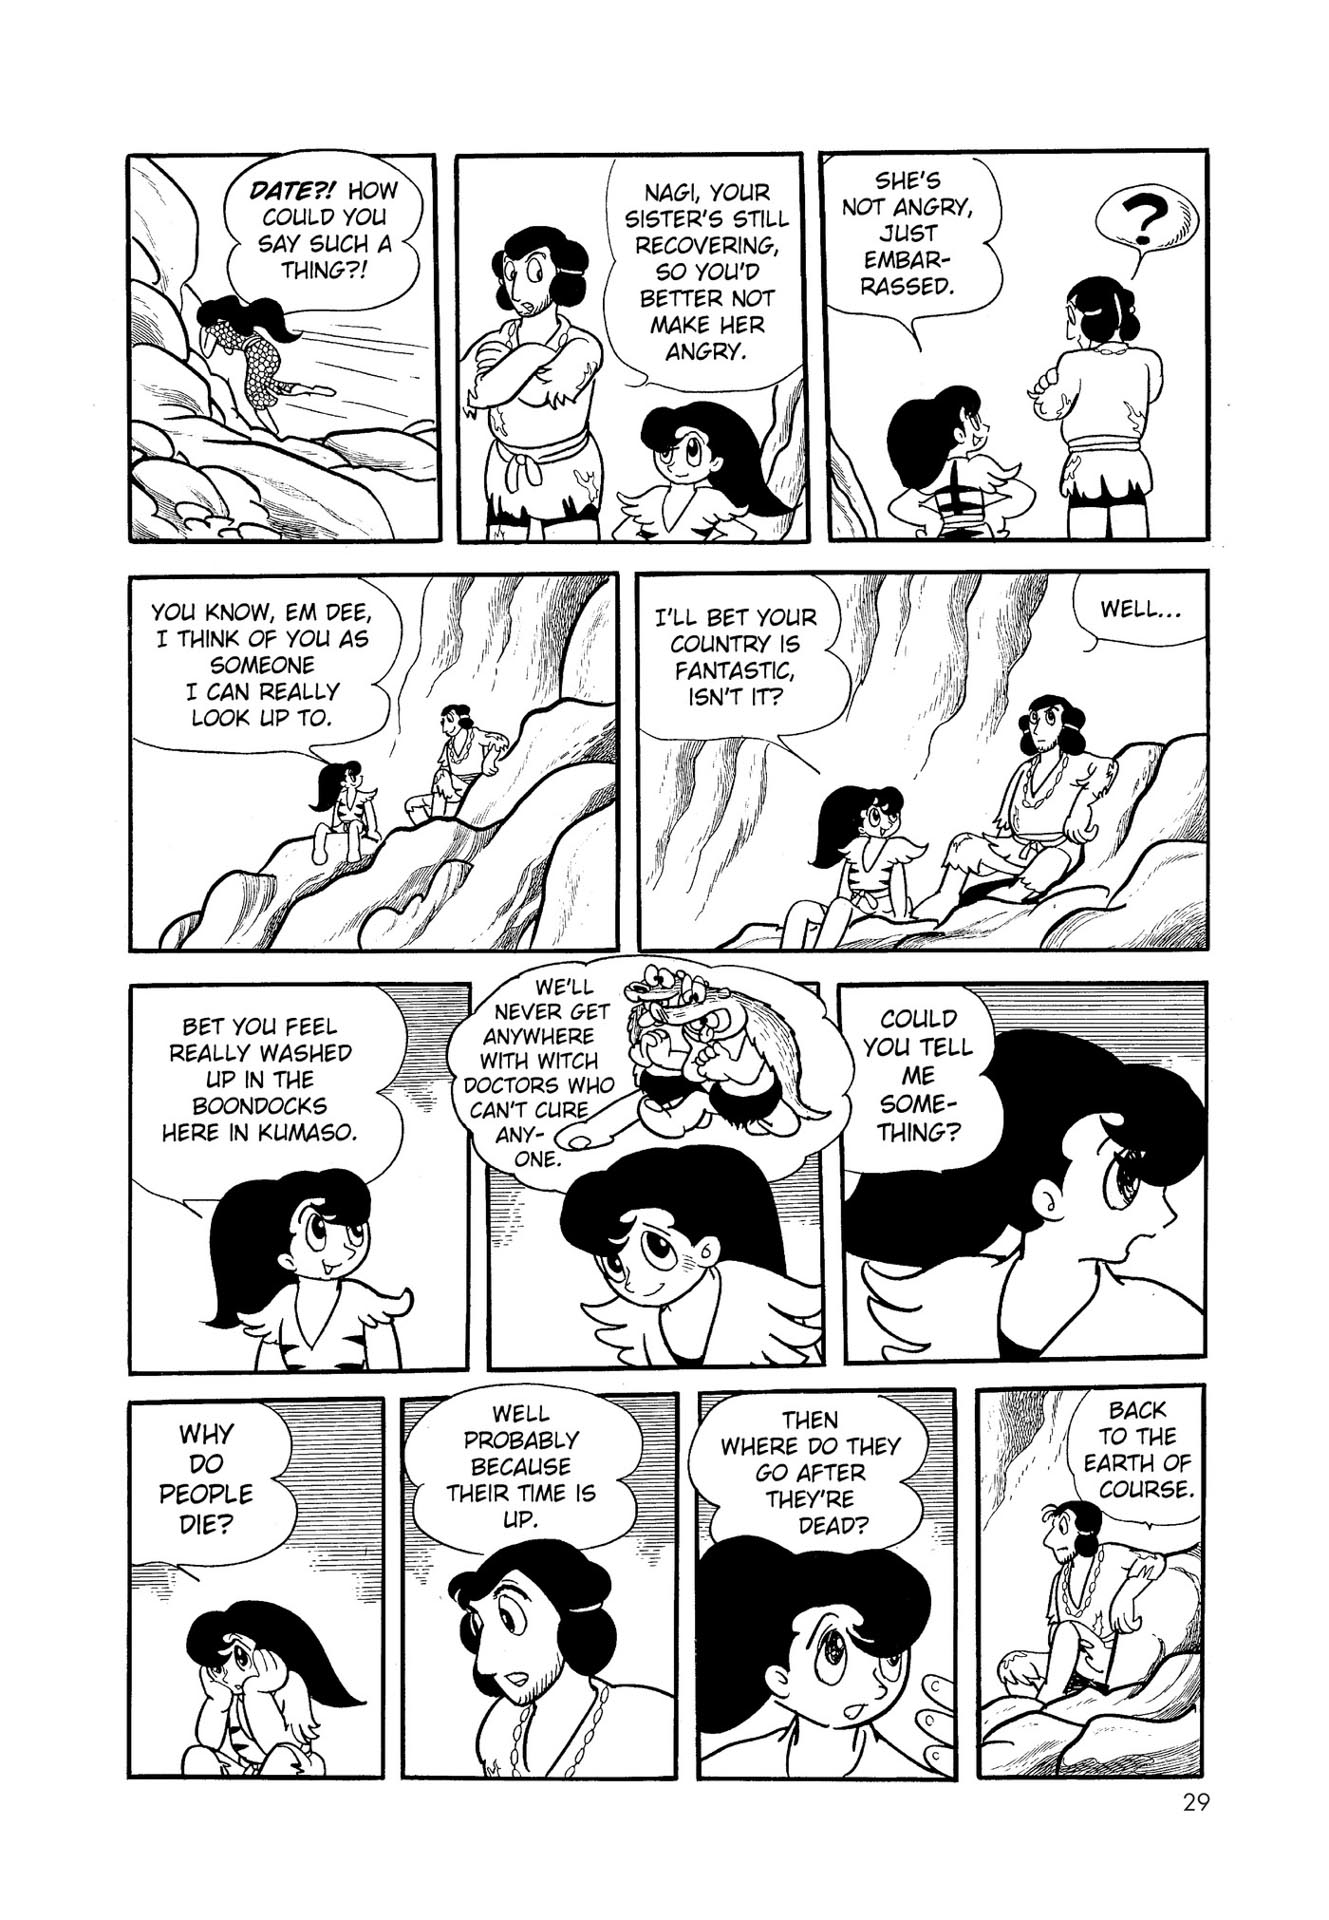 DATE?! HOW
COULD YOU
SAY SUCH A
THING?!
NAGI, YOUR
SISTER'S STILL
RECOVERING,
SO YOU'D
BETTER NOT
MAKE HER
ANGRY.
SHE'S
NOT ANGRY,
JUST
EMBAR-
RASSED.
?
YOU KNOW, EM DEE,
I THINK OF YOU AS
SOMEONE
I CAN REALLY
LOOK UP TO.
I'LL BET YOUR
COUNTRY IS
FANTASTIC,
ISN'T IT?
WELL...
BET YOU FEEL
REALLY WASHED
UP IN THE
BOONDOCKS
HERE IN KUMASO.
WE'LL
NEVER GET
ANYWHERE
WITH WITCH
DOCTORS WHO
CAN'T CURE
ANY-
ONE.
COULD
YOU TELL
ME
SOME-
THING?
WHY
DO
PEOPLE
DIE?
WELL
PROBABLY
BECAUSE
THEIR TIME IS
UP.
THEN
WHERE DO THEY
GO AFTER
THEY'RE
DEAD?
BACK
TO THE
EARTH OF
COURSE.
29